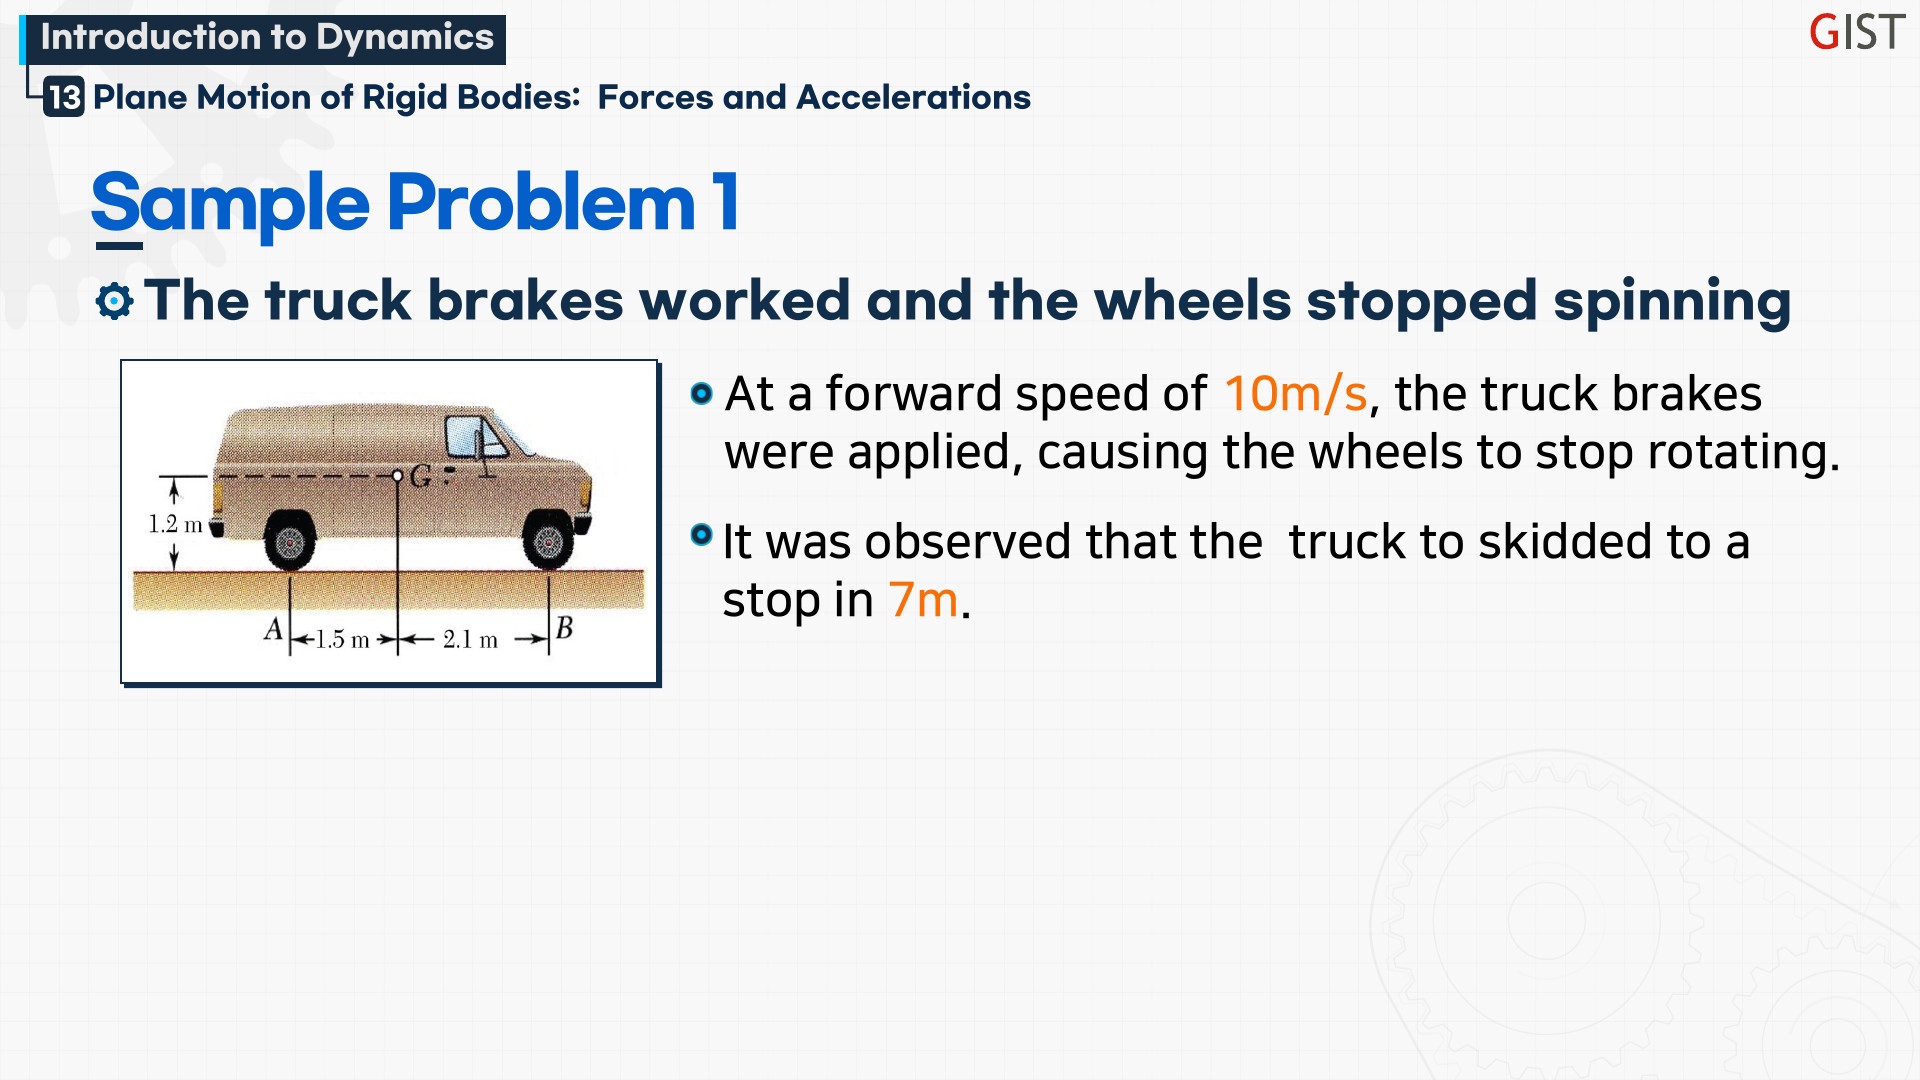 Introduction to Dynamics
GIST
13 Plane Motion of Rigid Bodies: Forces and Accelerations
Sample Problem 1
The truck brakes worked and the wheels stopped spinning
At a forward speed of 10m/s, the truck brakes
were applied, causing the wheels to stop rotating.
It was observed that the truck to skidded to a
stop in 7m.
G
1.2 m
A
1.5 m
2.1 m
B